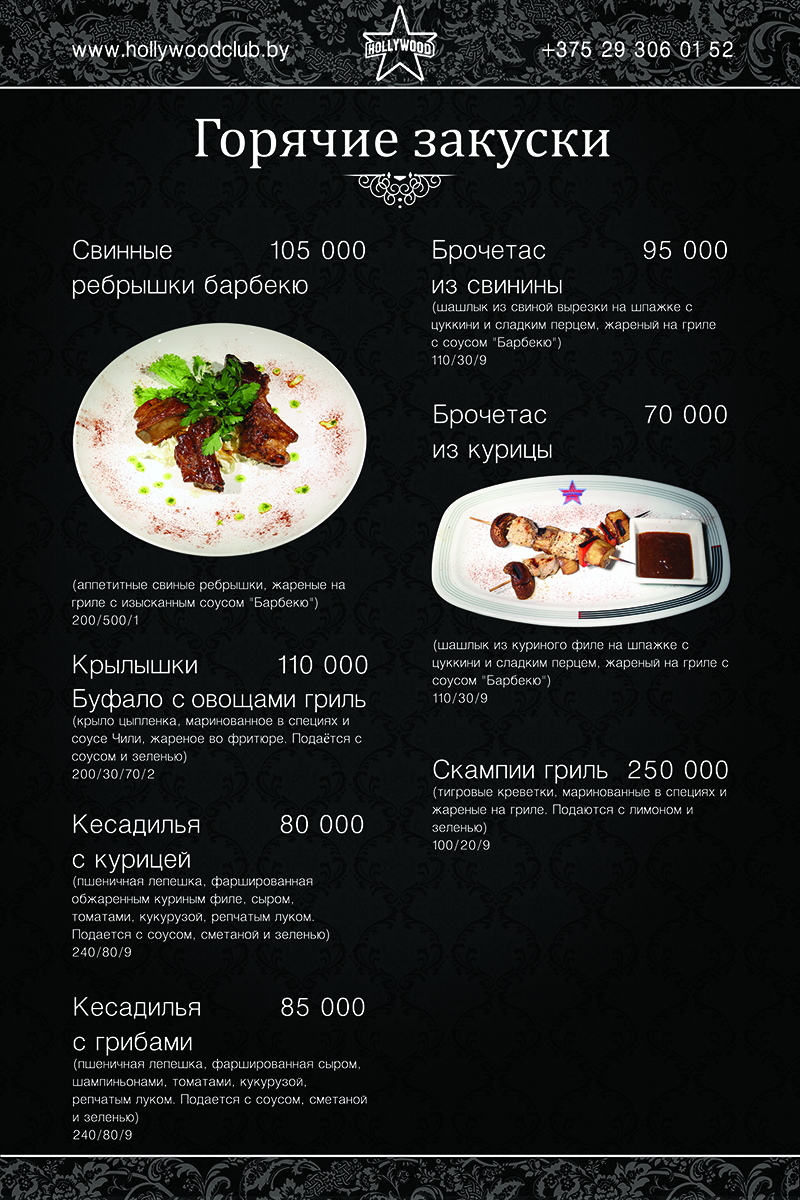 www.hollywoodclub.by
HOLLYWOOD
+375 29 306 01 52
Горячие закуски
Свинные 105 000
ребрышки барбекю
(аппетитные свиные ребрышки, жареные на
гриле с изысканным соусом "Барбекю")
200/500/1
Крылышки 110 000
Буфало с овощами гриль
(крыло цыпленка, маринованное в специях и
соусе Чили, жареное во фритюре. Подаётся с
соусом и зеленью)
200/30/70/2
Кесадилья 80 000
с курицей
(пшеничная лепешка, фаршированная
обжаренным куриным филе, сыром,
томатами, кукурузой, репчатым луком.
Подается с соусом, сметаной и зеленью)
240/80/9
Кесадилья 85 000
с грибами
(пшеничная лепешка, фаршированная сыром,
шампиньонами, томатами, кукурузой,
репчатым луком. Подается с соусом, сметаной
и зеленью)
240/80/9
Брочетас 95 000
из свинины
(шашлык из свиной вырезки на шпажке с
цуккини и сладким перцем, жареный на гриле
с соусом "Барбекю")
110/30/9
Брочетас 70 000
из курицы
(шашлык из куриного филе на шпажке с
цуккини и сладким перцем, жареный на гриле с
соусом "Барбекю")
110/30/9
Скампии гриль 250 000
(тигровые креветки, маринованные в специях и
жареные на гриле. Подаются с лимоном и
зеленью)
100/20/9